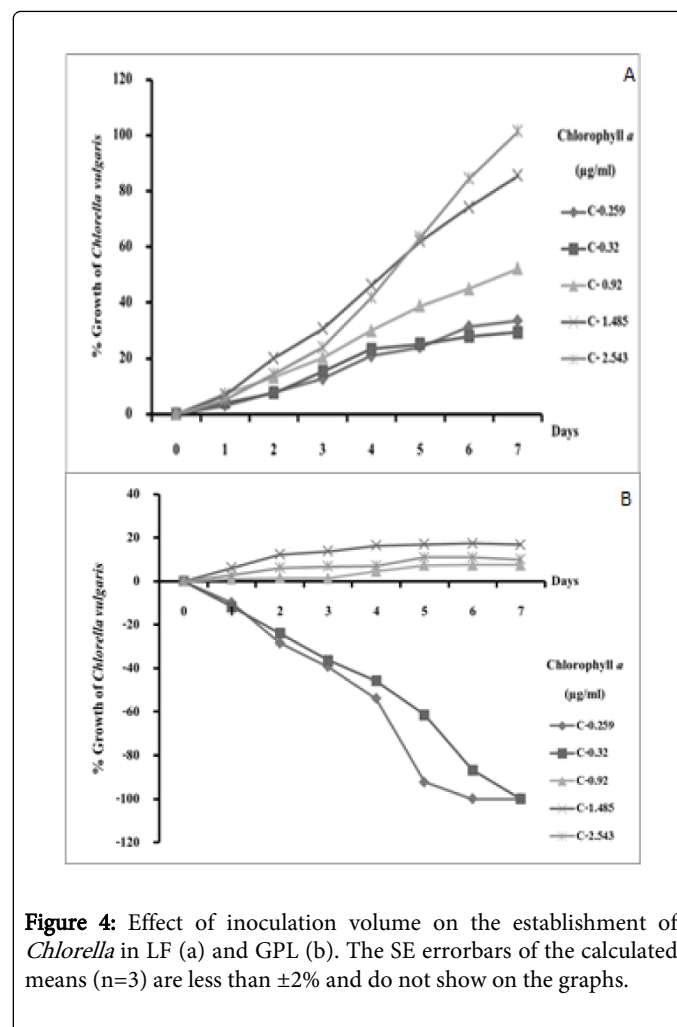 A
120
100
80
60
40
20
0
% Growth of Chlorella vulgaris
0 1 2 3 4 5 6 7
Days
Chlorophyll a
(µg/ml)
C-0.259
C-0.32
C- 0.92
C- 1.485
C- 2.543
B
40
20
0
-20
-40
-60
-80
-100
-120
% Growth of Chlorella vulgaris
0 1 2 3 4 5 6 7
Days
Chlorophyll a
(µg/ml)
C-0.259
C-0.32
C-0.92
C-1.485
C-2.543
Figure 4: Effect of inoculation volume on the establishment of
Chlorella in LF (a) and GPL (b). The SE errorbars of the calculated
means (n=3) are less than ±2% and do not show on the graphs.